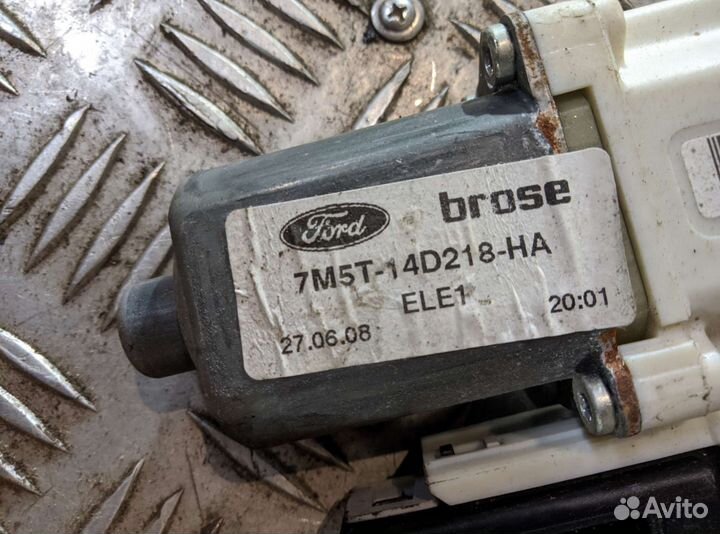 Ford brose
7M5T-14D218-HA
ELE1
27.06.08 20:01
Avito